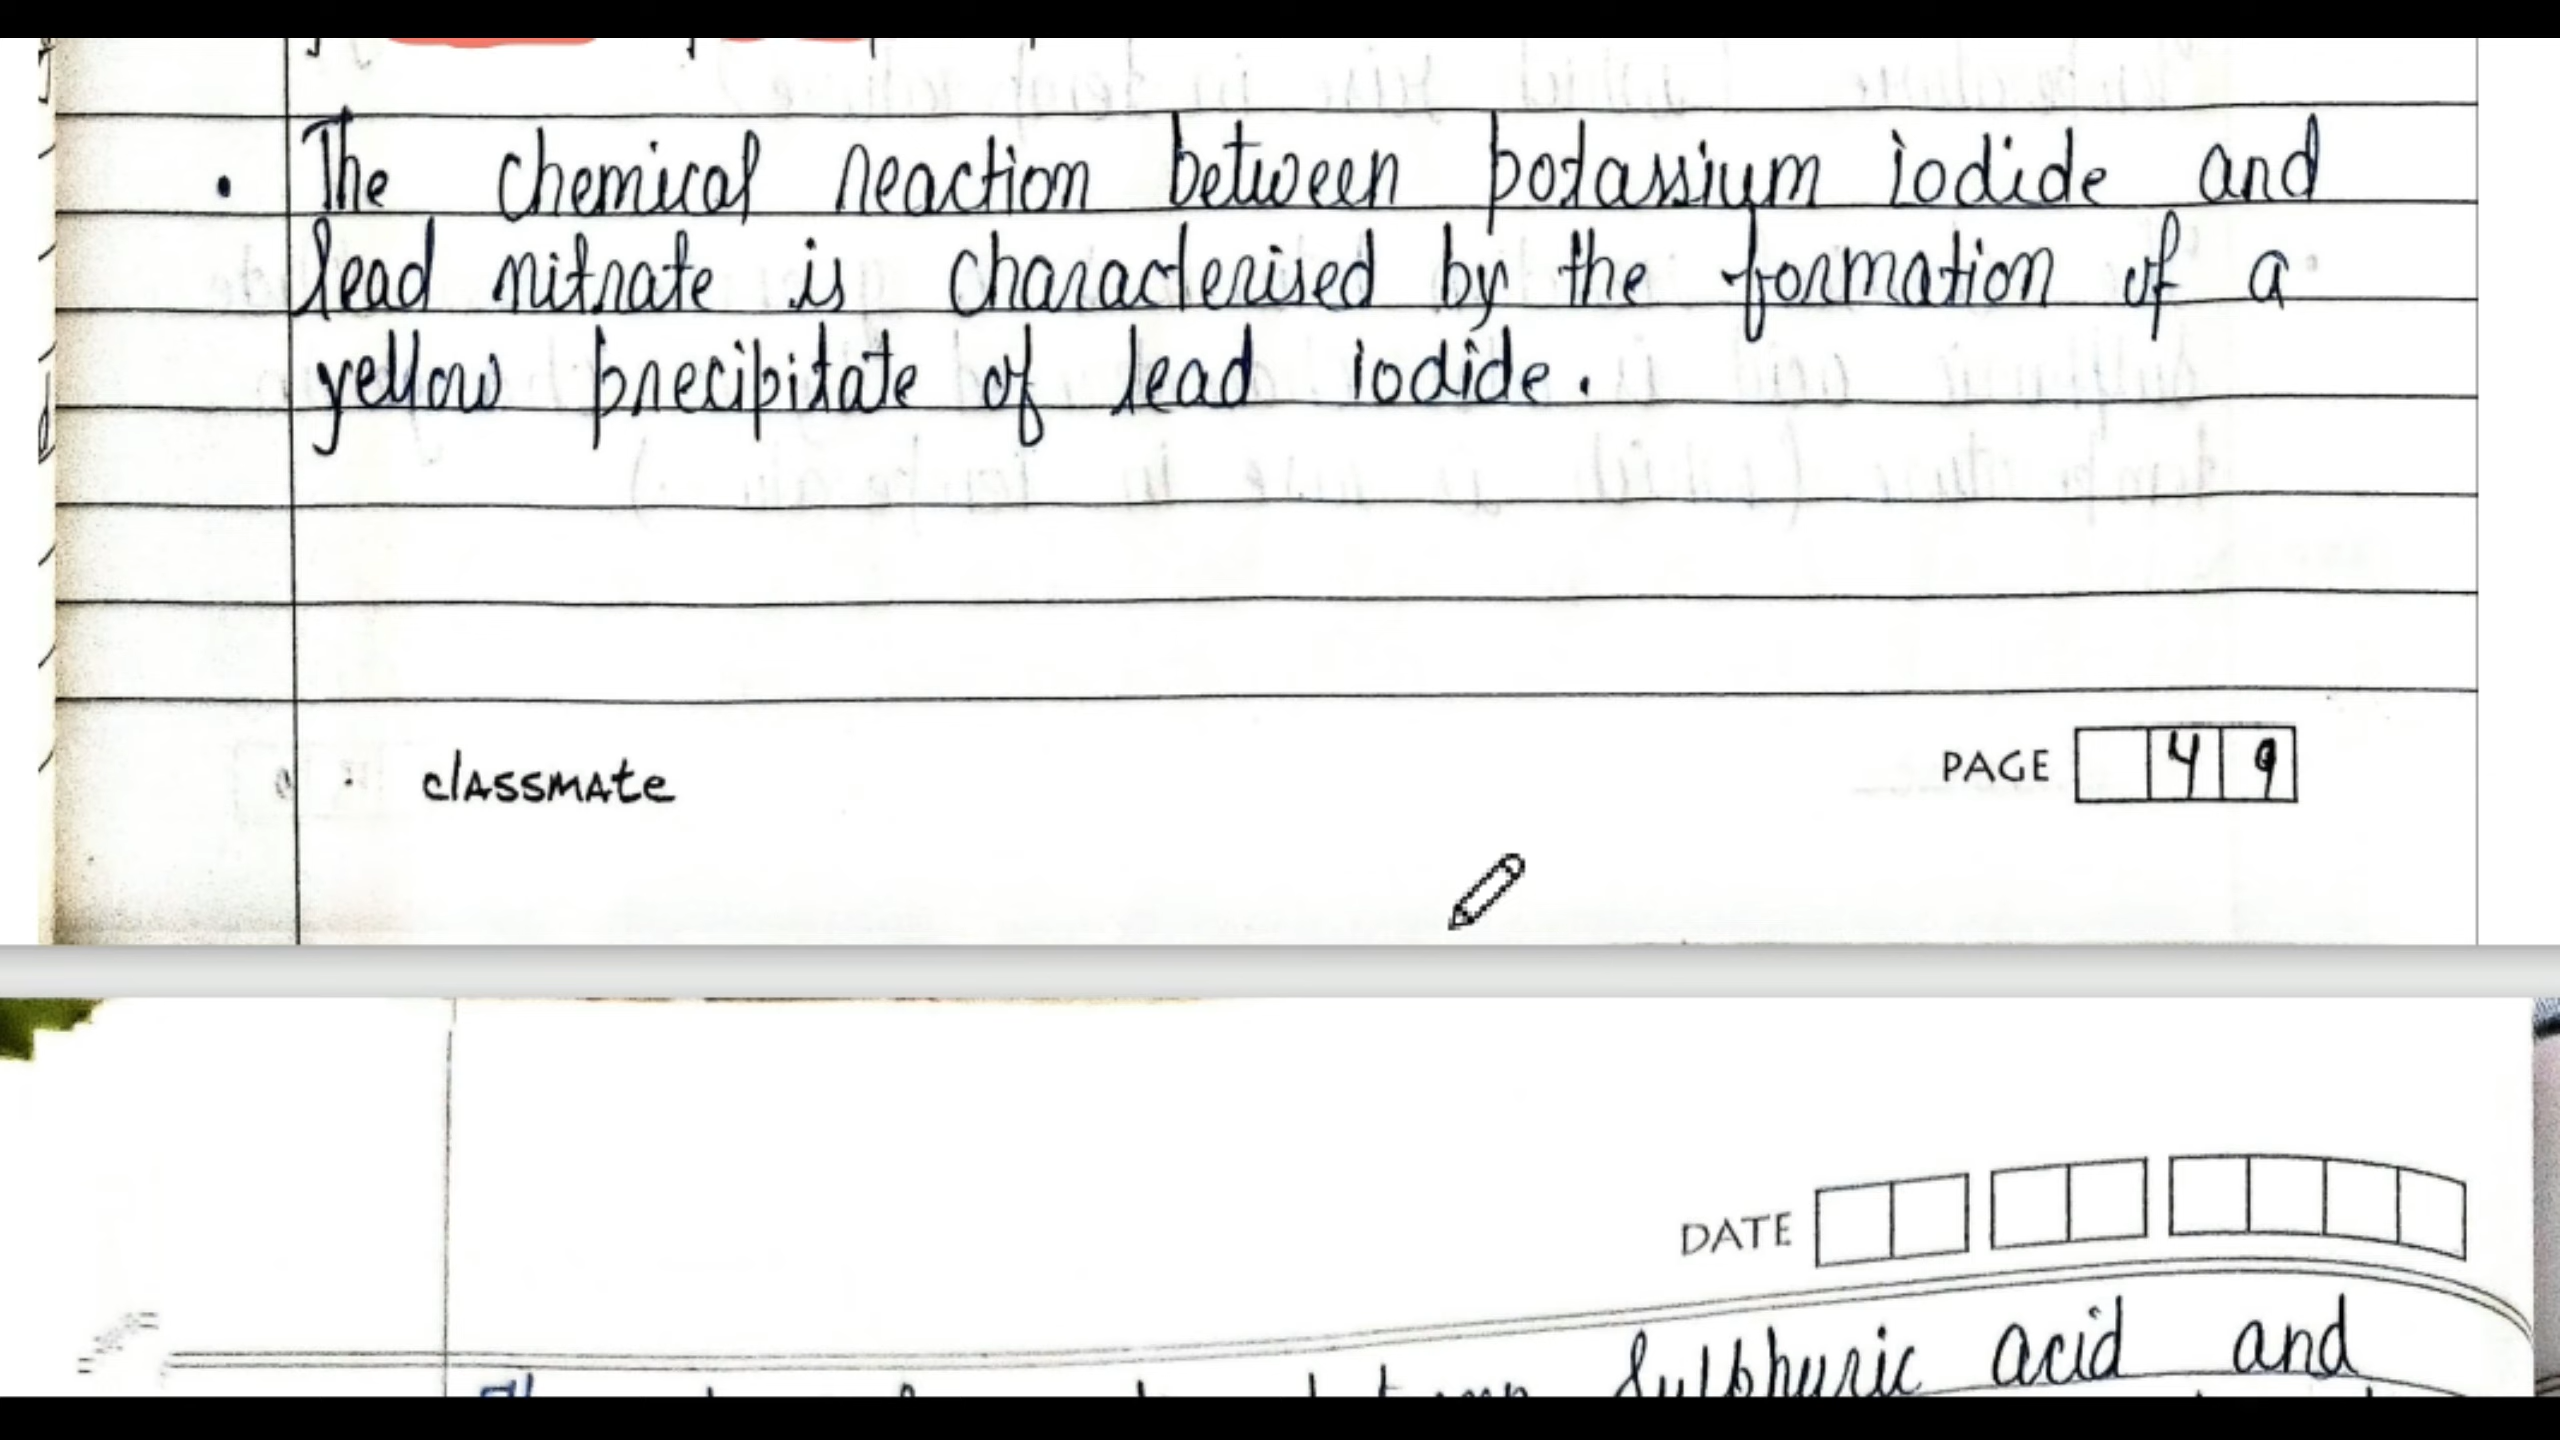 • The chemical reaction between potassium iodide and
lead nitrate is characterised by the formation of a
yellow precipitate of lead iodide.
classmate
PAGE 49
DATE
Sulphuric acid and